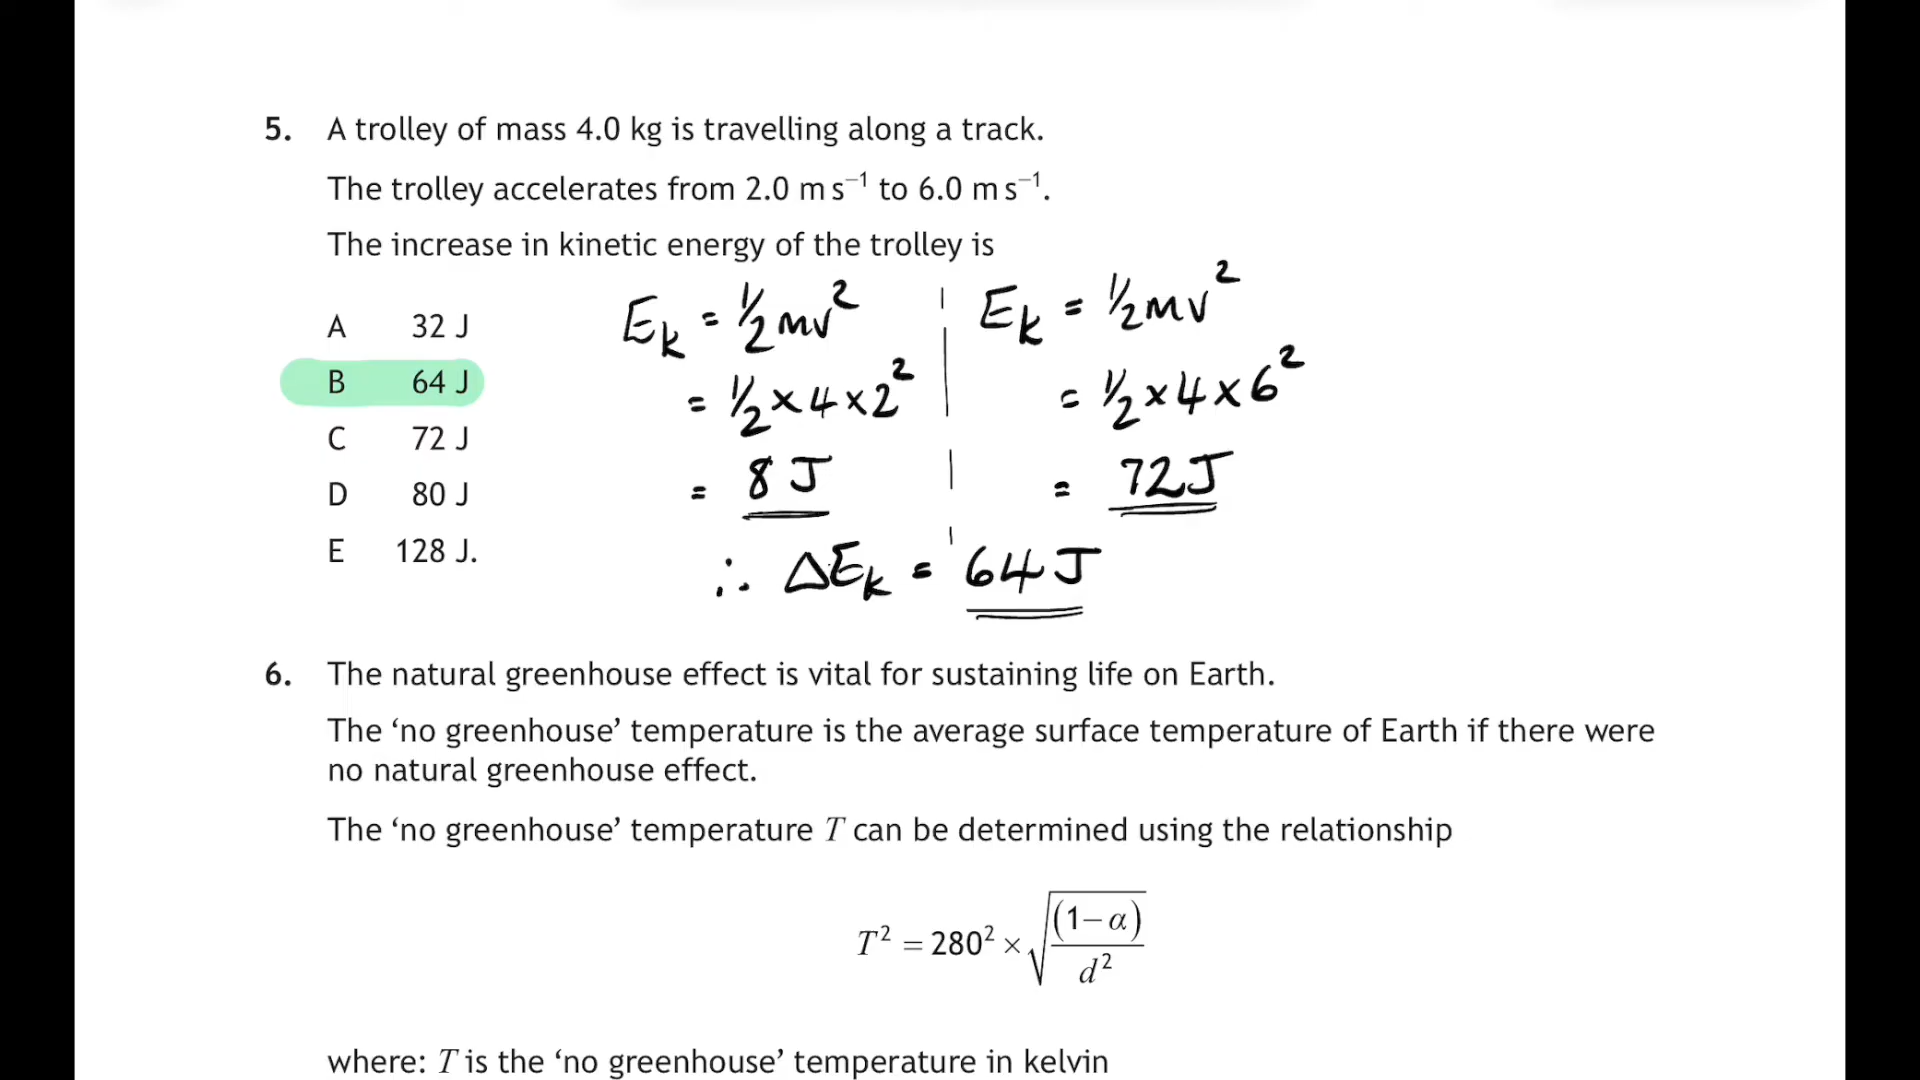 5. A trolley of mass 4.0 kg is travelling along a track.
The trolley accelerates from 2.0 m s⁻¹ to 6.0 m s⁻¹.
The increase in kinetic energy of the trolley is
A 32 J
B 64 J
C 72 J
D 80 J
E 128 J.
Eₖ = ½mv²
= ½ × 4 × 2²
= 8 J
Eₖ = ½mv²
= ½ × 4 × 6²
= 72J
∴ ΔEₖ = 64 J
6. The natural greenhouse effect is vital for sustaining life on Earth.
The ‘no greenhouse’ temperature is the average surface temperature of Earth if there were
no natural greenhouse effect.
The ‘no greenhouse’ temperature T can be determined using the relationship
T² = 280² × √((1−α)/d²)
where: T is the ‘no greenhouse’ temperature in kelvin